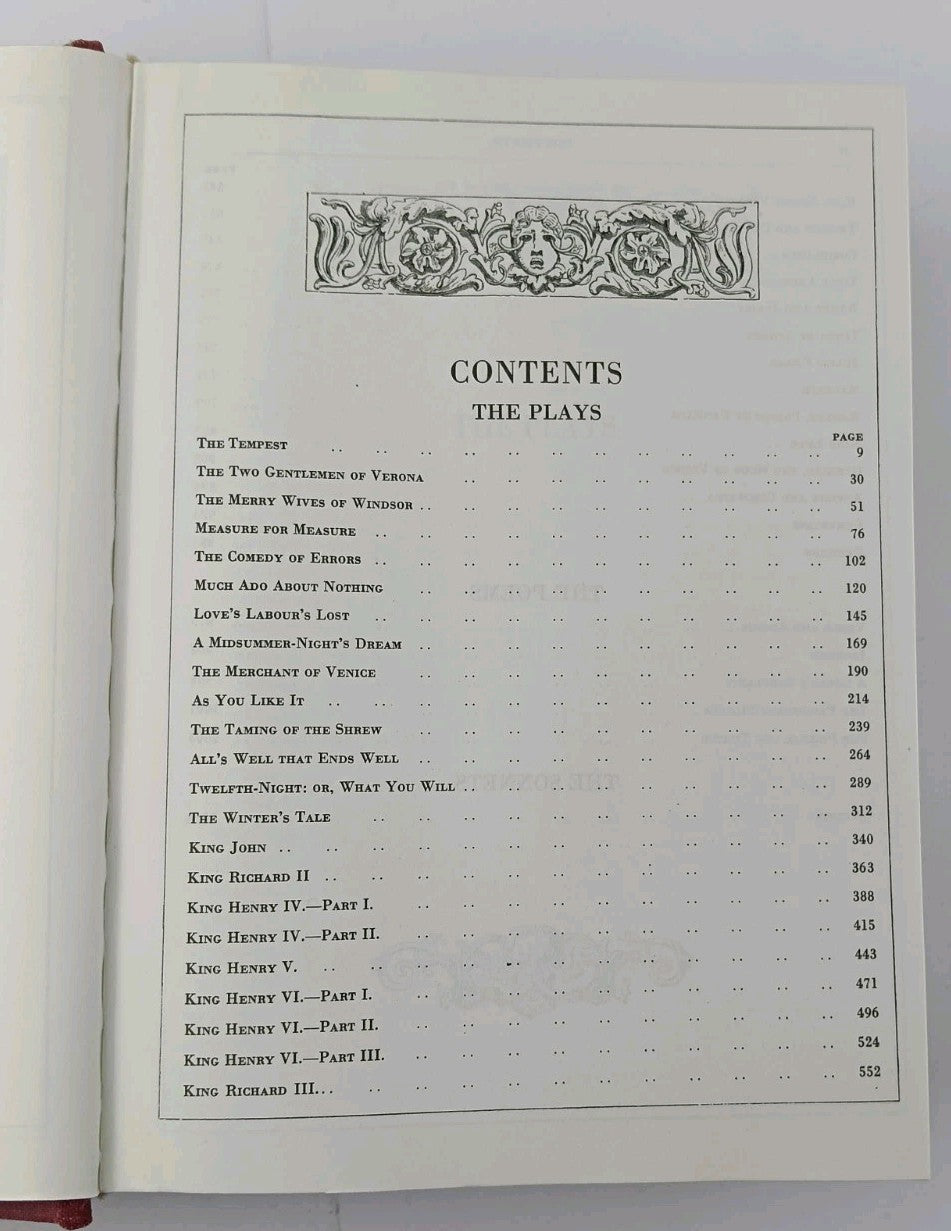 CONTENTS
THE PLAYS
PAGE
THE TEMPEST .. .. .. .. .. .. .. .. .. .. .. 9
THE TWO GENTLEMEN OF VERONA .. .. .. .. .. .. .. .. 30
THE MERRY WIVES OF WINDSOR .. .. .. .. .. .. .. .. .. 51
MEASURE FOR MEASURE .. .. .. .. .. .. .. .. .. .. 76
THE COMEDY OF ERRORS .. .. .. .. .. .. .. .. .. .. 102
MUCH ADO ABOUT NOTHING .. .. .. .. .. .. .. .. .. 120
LOVE'S LABOUR'S LOST .. .. .. .. .. .. .. .. .. .. 145
A MIDSUMMER-NIGHT'S DREAM .. .. .. .. .. .. .. .. .. 169
THE MERCHANT OF VENICE .. .. .. .. .. .. .. .. .. 190
AS YOU LIKE IT .. .. .. .. .. .. .. .. .. .. .. 214
THE TAMING OF THE SHREW .. .. .. .. .. .. .. .. .. 239
ALL'S WELL THAT ENDS WELL .. .. .. .. .. .. .. .. .. 264
TWELFTH-NIGHT: OR, WHAT YOU WILL .. .. .. .. .. .. .. .. 289
THE WINTER'S TALE .. .. .. .. .. .. .. .. .. .. 312
KING JOHN .. .. .. .. .. .. .. .. .. .. .. .. 340
KING RICHARD II .. .. .. .. .. .. .. .. .. .. .. 363
KING HENRY IV.—PART I. .. .. .. .. .. .. .. .. .. 388
KING HENRY IV.—PART II. .. .. .. .. .. .. .. .. .. 415
KING HENRY V. .. .. .. .. .. .. .. .. .. .. .. 443
KING HENRY VI.—PART I. .. .. .. .. .. .. .. .. .. 471
KING HENRY VI.—PART II. .. .. .. .. .. .. .. .. .. 496
KING HENRY VI.—PART III. .. .. .. .. .. .. .. .. .. 524
KING RICHARD III... .. .. .. .. .. .. .. .. .. .. 552